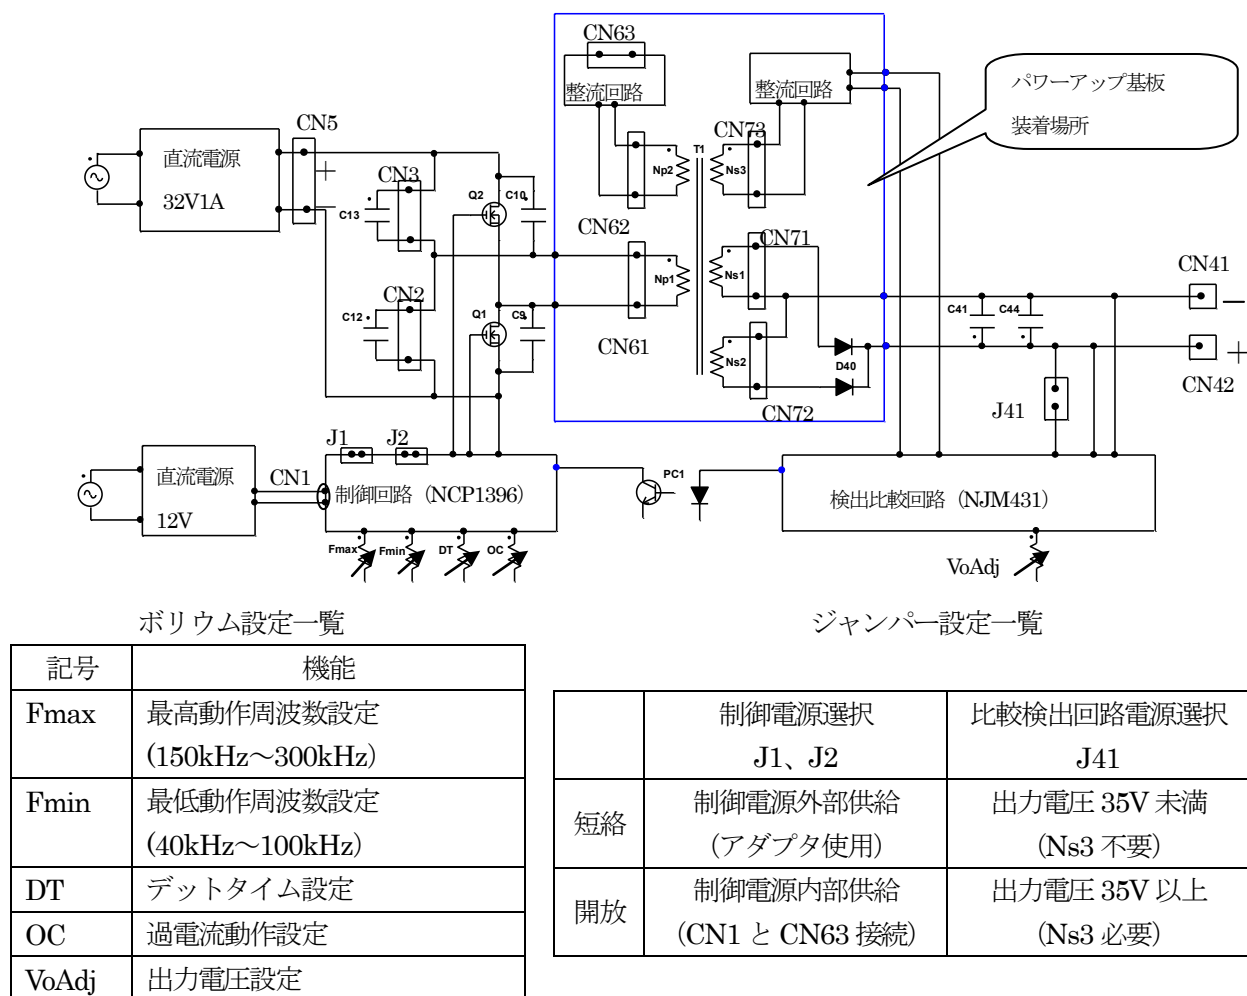 CN63
整流回路
整流回路
パワーアップ基板
装着場所
CN5
直流電源
32V1A
+
−
CN3
C13
Q2
C10
CN62
Np2
T1
Ns3
CN73
CN2
C12
Q1
C9
Np1
CN61
Ns1
CN71
Ns2
CN72
D40
C41
C44
CN41
−
+
CN42
J41
J1
J2
直流電源
12V
CN1
制御回路（NCP1396）
PC1
検出比較回路（NJM431）
Fmax
Fmin
DT
OC
VoAdj
ボリウム設定一覧
記号 機能
Fmax 最高動作周波数設定
(150kHz～300kHz)
Fmin 最低動作周波数設定
(40kHz～100kHz)
DT デットタイム設定
OC 過電流動作設定
VoAdj 出力電圧設定
ジャンパー設定一覧
制御電源選択 比較検出回路電源選択
J1、J2 J41
短絡 制御電源外部供給 出力電圧 35V 未満
（アダプタ使用） （Ns3 不要）
開放 制御電源内部供給 出力電圧 35V 以上
（CN1 と CN63 接続） （Ns3 必要）